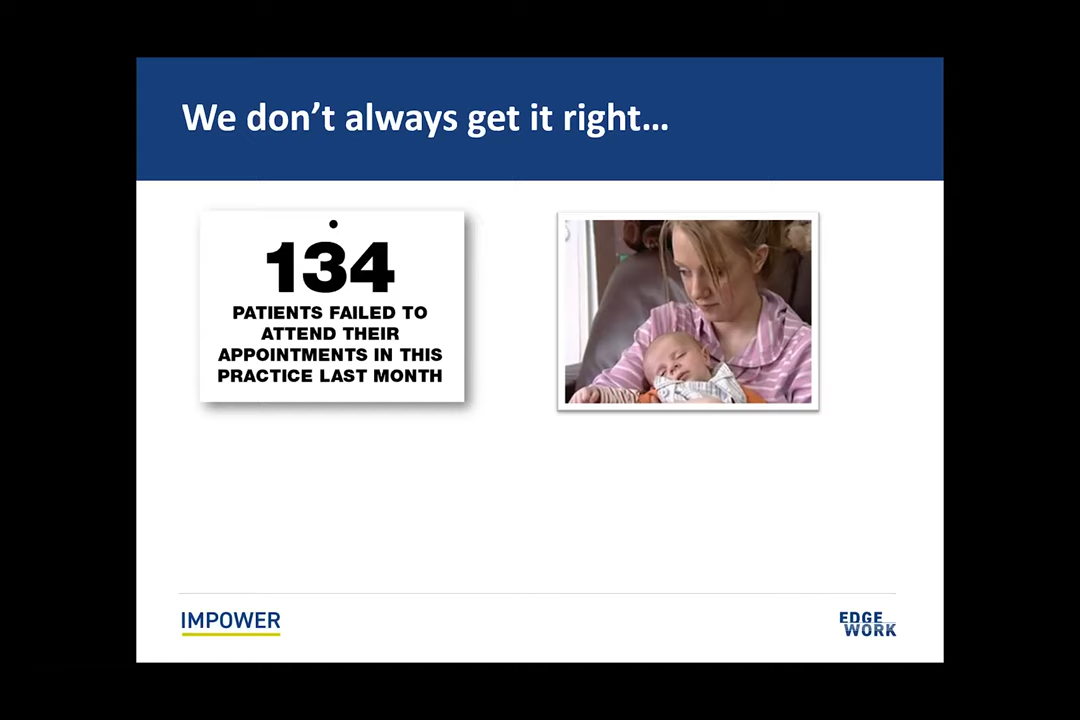 We don’t always get it right…
134
PATIENTS FAILED TO
ATTEND THEIR
APPOINTMENTS IN THIS
PRACTICE LAST MONTH
IMPOWER
EDGE
WORK